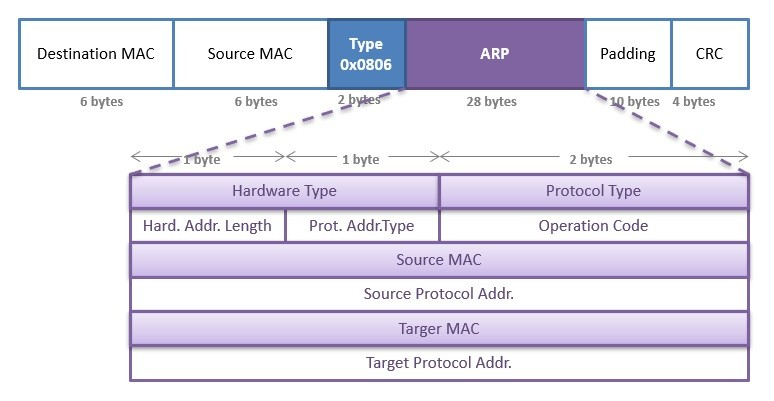 Destination MAC
Source MAC
Type
0x0806
ARP
Padding
CRC
6 bytes
6 bytes
2 bytes
28 bytes
10 bytes
4 bytes
1 byte
1 byte
2 bytes
Hardware Type
Protocol Type
Hard. Addr. Length
Prot. Addr.Type
Operation Code
Source MAC
Source Protocol Addr.
Targer MAC
Target Protocol Addr.